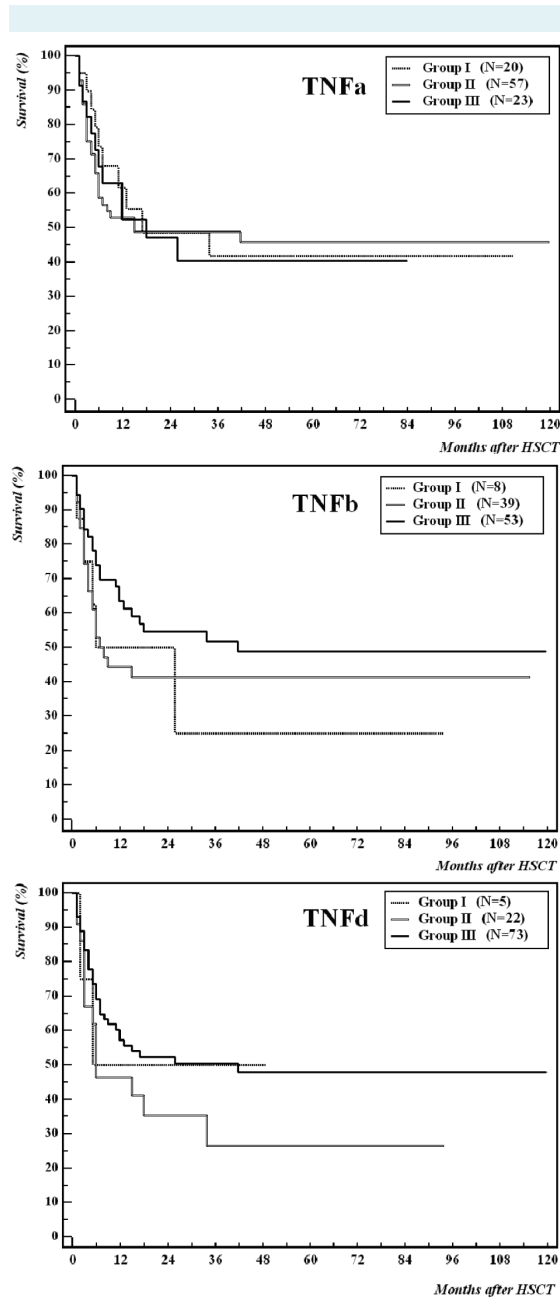 Survival (%)
TNFa
Group I (N=20)
Group II (N=57)
Group III (N=23)
100
90
80
70
60
50
40
30
20
10
0
0 12 24 36 48 60 72 84 96 108 120
Months after HSCT
Survival (%)
TNFb
Group I (N=8)
Group II (N=39)
Group III (N=53)
100
90
80
70
60
50
40
30
20
10
0
0 12 24 36 48 60 72 84 96 108 120
Months after HSCT
Survival (%)
TNFd
Group I (N=5)
Group II (N=22)
Group III (N=73)
100
90
80
70
60
50
40
30
20
10
0
0 12 24 36 48 60 72 84 96 108 120
Months after HSCT